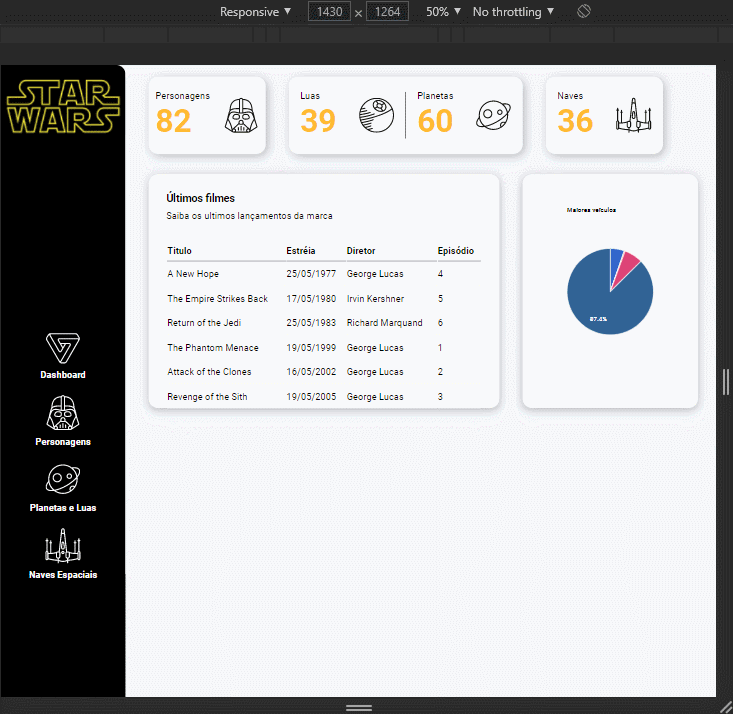 Responsive ▼ 1430 × 1264 50% ▼ No throttling ▼
STAR
WARS
Personagens
82
Luas
39
Planetas
60
Naves
36
Últimos filmes
Saiba os ultimos lançamentos da marca
Titulo Estréia Diretor Episódio
A New Hope 25/05/1977 George Lucas 4
The Empire Strikes Back 17/05/1980 Irvin Kershner 5
Return of the Jedi 25/05/1983 Richard Marquand 6
The Phantom Menace 19/05/1999 George Lucas 1
Attack of the Clones 16/05/2002 George Lucas 2
Revenge of the Sith 19/05/2005 George Lucas 3
Maiores veículos
87.4%
Dashboard
Personagens
Planetas e Luas
Naves Espaciais